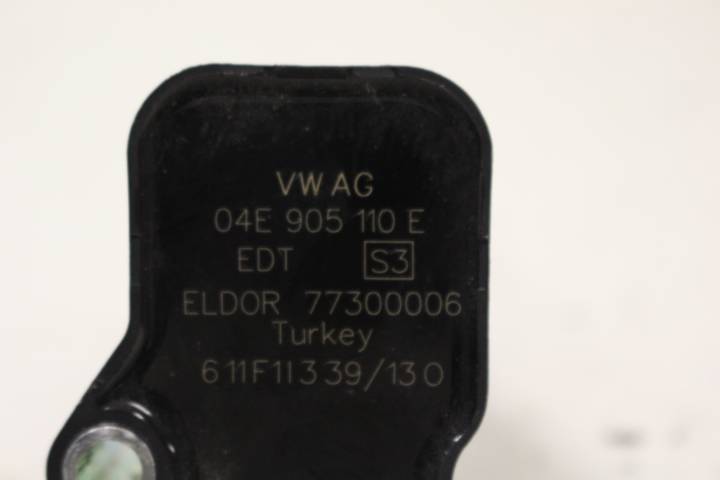 VW AG
04E 905 110 E
EDT S3
ELDOR 77300006
Turkey
611F11339/130